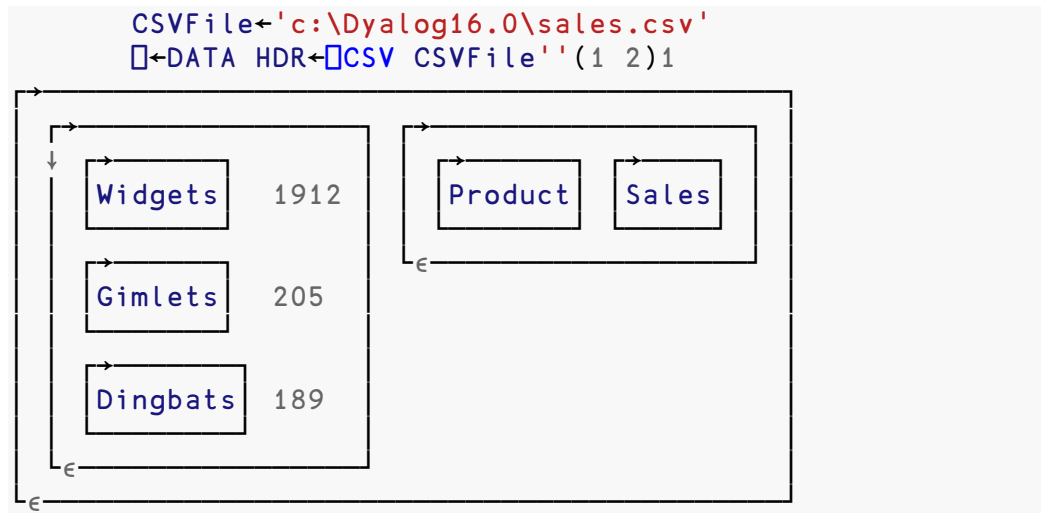 CSVFile←'c:\Dyalog16.0\sales.csv'
⎕←DATA HDR←⎕CSV CSVFile''(1 2)1
┌→──────────────────────────────────────────┐
│ ┌→────────────────┐ ┌→──────────────────┐ │
│ ↓ ┌→──────┐       │ │ ┌→──────┐ ┌→────┐ │ │
│ │ │Widgets│  1912 │ │ │Product│ │Sales│ │ │
│ │ └───────┘       │ │ └───────┘ └─────┘ │ │
│ │ ┌→──────┐       │ └∊──────────────────┘ │
│ │ │Gimlets│  205  │                       │
│ │ └───────┘       │                       │
│ │ ┌→───────┐      │                       │
│ │ │Dingbats│ 189  │                       │
│ │ └────────┘      │                       │
│ └∊────────────────┘                       │
└∊──────────────────────────────────────────┘